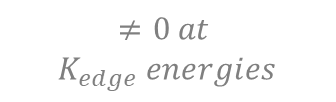 ≠ 0 at
K_edge energies